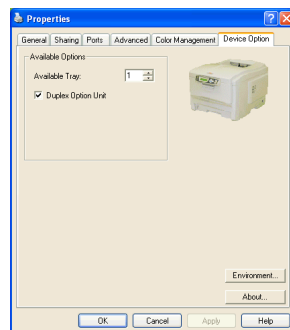 Properties
General Sharing Ports Advanced Color Management Device Option
Available Options
Available Tray: 1
Duplex Option Unit
Environment...
About...
OK Cancel Apply Help